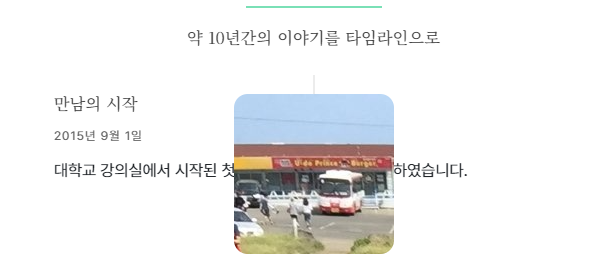 약 10년간의 이야기를 타임라인으로
만남의 시작
2015년 9월 1일
대학교 강의실에서 시작된 첫
하였습니다.
Udo Prince Burger